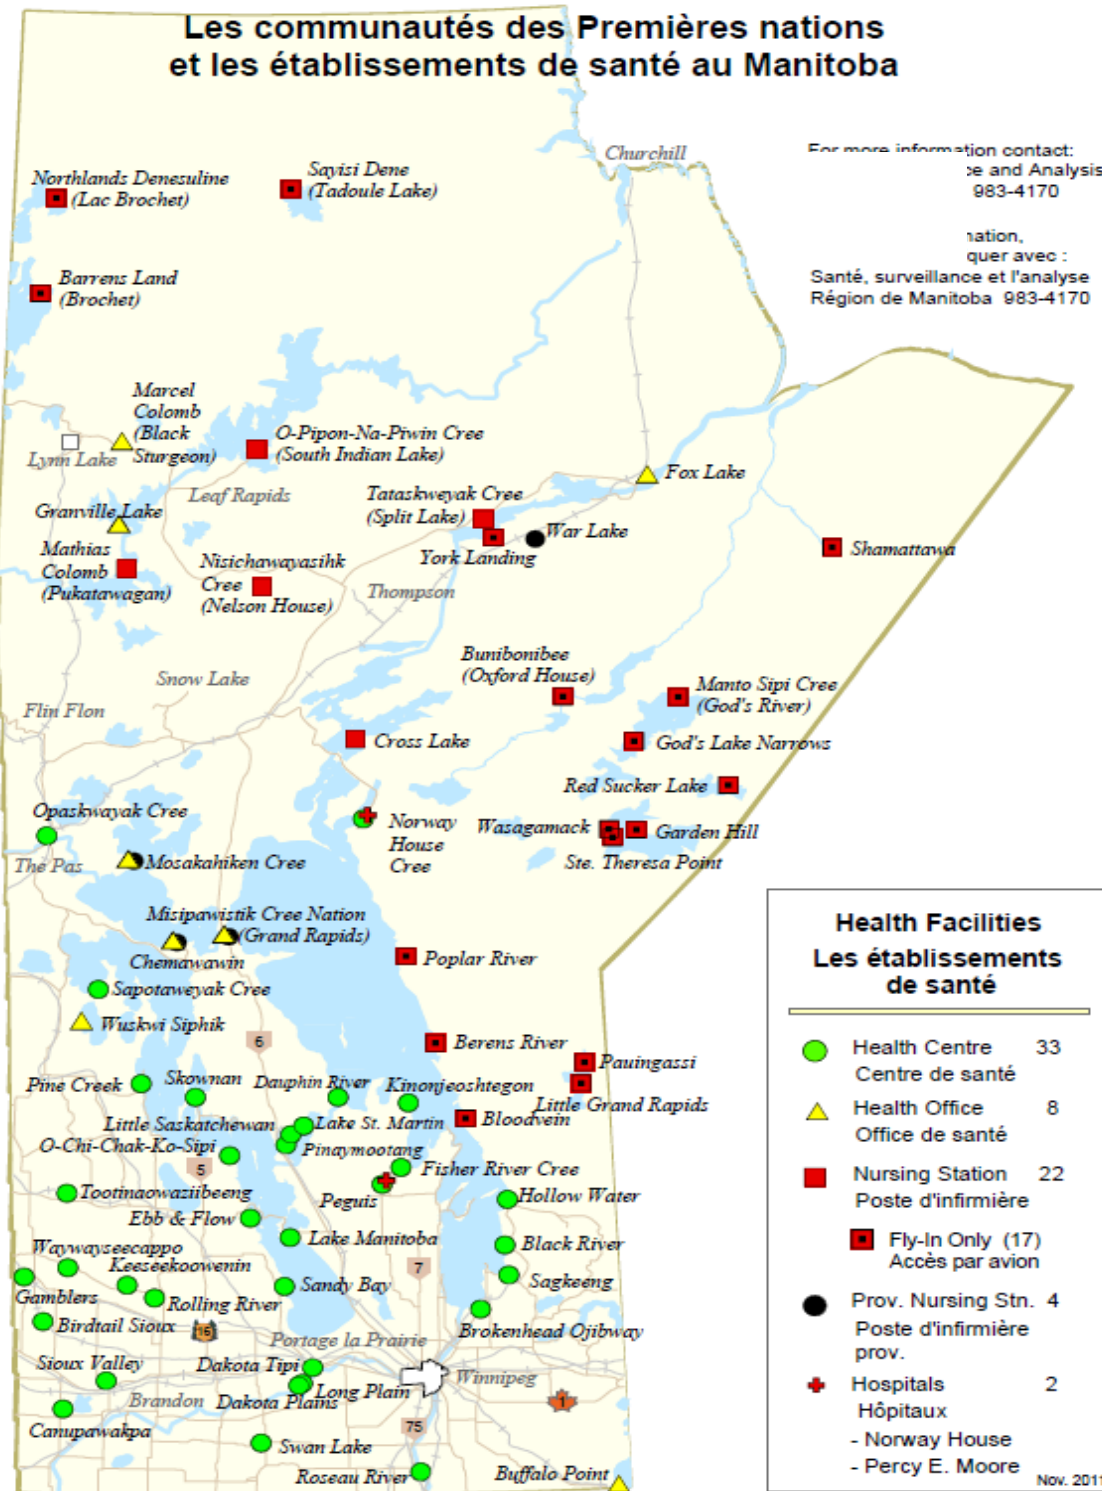 Les communautés des Premières nations
et les établissements de santé au Manitoba
Churchill
For more information contact:
ce and Analysis
983-4170
nation,
quer avec :
Santé, surveillance et l'analyse
Région de Manitoba 983-4170
Northlands Denesuline
(Lac Brochet)
Sayisi Dene
(Tadoule Lake)
Barrens Land
(Brochet)
Marcel
Colomb
(Black
Sturgeon)
Lynn Lake
O-Pipon-Na-Piwin Cree
(South Indian Lake)
Leaf Rapids
Fox Lake
Granville Lake
Tataskweyak Cree
(Split Lake)
War Lake
York Landing
Shamattawa
Mathias
Colomb
(Pukatawagan)
Nisichawayasihk
Cree
(Nelson House)
Thompson
Bunibonibee
(Oxford House)
Snow Lake
Manto Sipi Cree
(God's River)
Flin Flon
Cross Lake
God's Lake Narrows
Red Sucker Lake
Opaskwayak Cree
Norway
House
Cree
Wasagamack
Garden Hill
Ste. Theresa Point
The Pas
Mosakahiken Cree
Misipawistik Cree Nation
(Grand Rapids)
Chemawawin
Poplar River
Sapotaweyak Cree
Wuskwi Siphik
6
Berens River
Pauingassi
Little Grand Rapids
Pine Creek
Skownan
Dauphin River
Kinonjeoshtegon
Bloodvein
Little Saskatchewan
Lake St. Martin
O-Chi-Chak-Ko-Sipi
Pinaymootang
5
Fisher River Cree
Peguis
Tootinaowaziibeeng
Hollow Water
Ebb & Flow
Lake Manitoba
Black River
Waywayseecappo
Keeseekoowenin
7
Gamblers
Sandy Bay
Sagkeeng
Rolling River
Birdtail Sioux
16
Portage la Prairie
Brokenhead Ojibway
Sioux Valley
Dakota Tipi
Winnipeg
Brandon
Dakota Plains
Long Plain
1
Canupawakpa
75
Swan Lake
Roseau River
Buffalo Point
Health Facilities
Les établissements
de santé
Health Centre 33
Centre de santé
Health Office 8
Office de santé
Nursing Station 22
Poste d'infirmière
Fly-In Only (17)
Accès par avion
Prov. Nursing Stn. 4
Poste d'infirmière
prov.
Hospitals 2
Hôpitaux
- Norway House
- Percy E. Moore
Nov. 2011